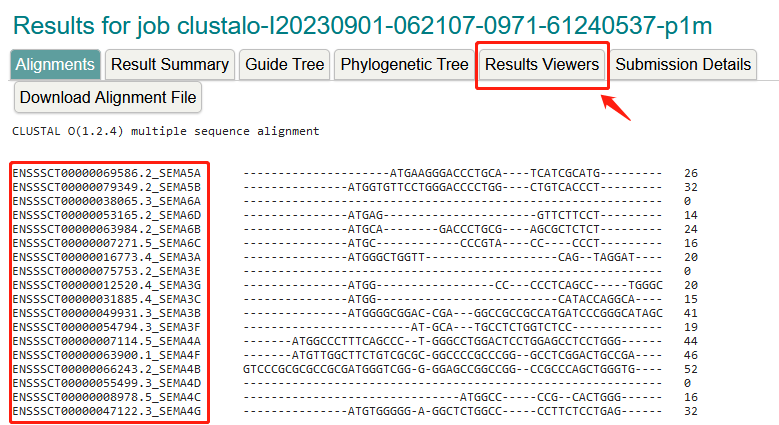 Results for job clustalo-I20230901-062107-0971-61240537-p1m
Alignments Result Summary Guide Tree Phylogenetic Tree Results Viewers Submission Details
Download Alignment File
CLUSTAL O(1.2.4) multiple sequence alignment
ENSSSCT00000069586.2_SEMA5A ---------------------ATGAAGGGACCCTGCA----TCATCGCATG--------- 26
ENSSSCT00000079349.2_SEMA5B ---------------ATGGTGTTCCTGGGACCCCTGG----CTGTCACCCT--------- 32
ENSSSCT00000038065.3_SEMA6A ------------------------------------------------------------ 0
ENSSSCT00000053165.2_SEMA6D ---------------ATGAG----------------------GTTCTTCCT--------- 14
ENSSSCT00000063984.2_SEMA6B ---------------ATGCA--------GACCCTGCG----AGCGCTCTCT--------- 24
ENSSSCT00000007271.5_SEMA6C ---------------ATGC------------CCCGTA----CC----CCCT--------- 16
ENSSSCT00000016773.4_SEMA3A ---------------ATGGGCTGGTT-------------------CAG--TAGGAT---- 20
ENSSSCT00000075753.2_SEMA3E ------------------------------------------------------------ 0
ENSSSCT00000012520.4_SEMA3G ---------------ATGG-----------------CC---CCCTCAGCC-----TGGGC 20
ENSSSCT00000031885.4_SEMA3C ---------------ATGG--------------------------CATACCAGGCA---- 15
ENSSSCT00000049931.3_SEMA3B ---------------ATGGGGCGGAC-CGA---GGCCGCCGCCATGATCCCGGGCATAGC 41
ENSSSCT00000054794.3_SEMA3F ------------------------AT-GCA---TGCCTCTGGTCTCC------------- 19
ENSSSCT00000007114.5_SEMA4A -------ATGGCCCTTTCAGCCC--T-GGGCCTGGACTCCTGGAGCCTCCTGGG------ 44
ENSSSCT00000063900.1_SEMA4F -------ATGTTGGCTTCTGTCGCGC-GGCCCCGCCCGG--GCCTCGGACTGCCGA---- 46
ENSSSCT00000066243.2_SEMA4B GTCCCGCGCGCCGCGATGGGTCGG-G-GGAGCCGGCCGG--CGCCCAGCTGGGTG----- 52
ENSSSCT00000055499.3_SEMA4D ------------------------------------------------------------ 0
ENSSSCT00000008978.5_SEMA4C -------------------------------ATGGCC-----CCG--CACTGGG------ 16
ENSSSCT00000047122.3_SEMA4G ---------------ATGTGGGGG-A-GGCTCTGGCC-----CCTTCTCCTGAG------ 32